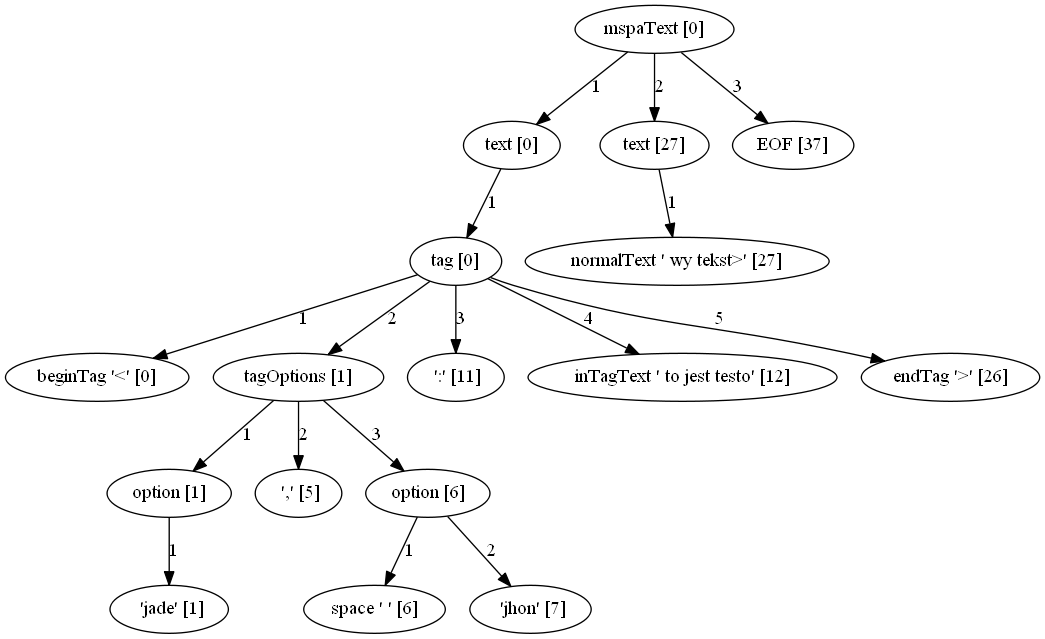 mspaText [0]
1
2
3
text [0]
text [27]
EOF [37]
1
1
tag [0]
normalText ' wy tekst>' [27]
1
2
3
4
5
beginTag '<' [0]
tagOptions [1]
':' [11]
inTagText ' to jest testo' [12]
endTag '>' [26]
1
2
3
option [1]
',' [5]
option [6]
1
1
2
'jade' [1]
space ' ' [6]
'jhon' [7]